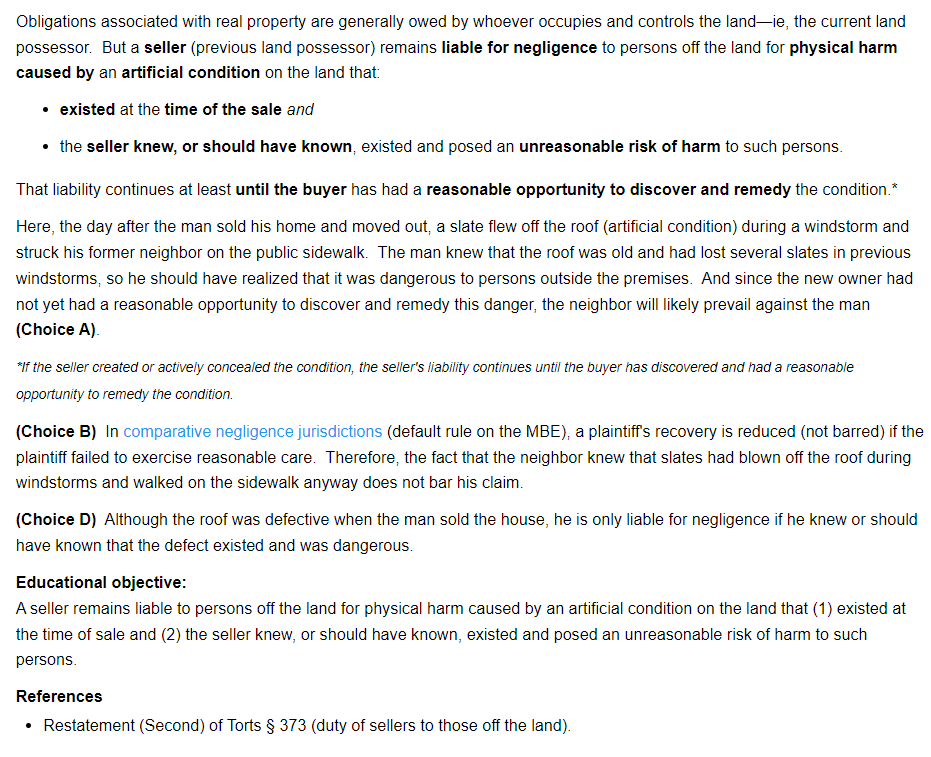 Obligations associated with real property are generally owed by whoever occupies and controls the land—ie, the current land
possessor.  But a seller (previous land possessor) remains liable for negligence to persons off the land for physical harm
caused by an artificial condition on the land that:
• existed at the time of the sale and
• the seller knew, or should have known, existed and posed an unreasonable risk of harm to such persons.
That liability continues at least until the buyer has had a reasonable opportunity to discover and remedy the condition.*
Here, the day after the man sold his home and moved out, a slate flew off the roof (artificial condition) during a windstorm and
struck his former neighbor on the public sidewalk.  The man knew that the roof was old and had lost several slates in previous
windstorms, so he should have realized that it was dangerous to persons outside the premises.  And since the new owner had
not yet had a reasonable opportunity to discover and remedy this danger, the neighbor will likely prevail against the man
(Choice A).
*If the seller created or actively concealed the condition, the seller's liability continues until the buyer has discovered and had a reasonable
opportunity to remedy the condition.
(Choice B)  In comparative negligence jurisdictions (default rule on the MBE), a plaintiff's recovery is reduced (not barred) if the
plaintiff failed to exercise reasonable care.  Therefore, the fact that the neighbor knew that slates had blown off the roof during
windstorms and walked on the sidewalk anyway does not bar his claim.
(Choice D)  Although the roof was defective when the man sold the house, he is only liable for negligence if he knew or should
have known that the defect existed and was dangerous.
Educational objective:
A seller remains liable to persons off the land for physical harm caused by an artificial condition on the land that (1) existed at
the time of sale and (2) the seller knew, or should have known, existed and posed an unreasonable risk of harm to such
persons.
References
• Restatement (Second) of Torts § 373 (duty of sellers to those off the land).